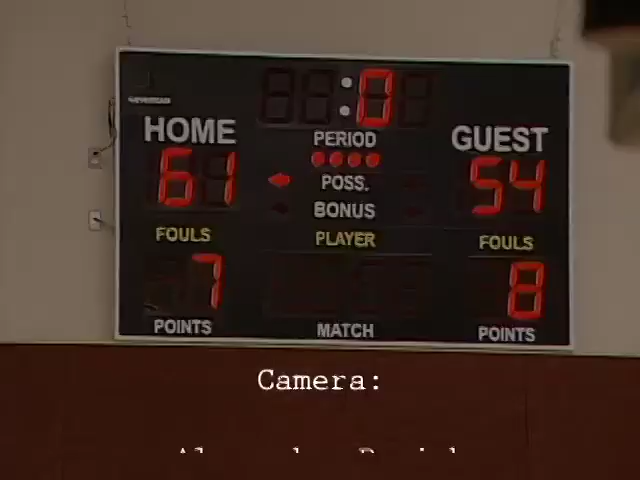 :0
HOME PERIOD GUEST
61 POSS. 54
BONUS
FOULS PLAYER FOULS
7 8
POINTS MATCH POINTS
Camera: